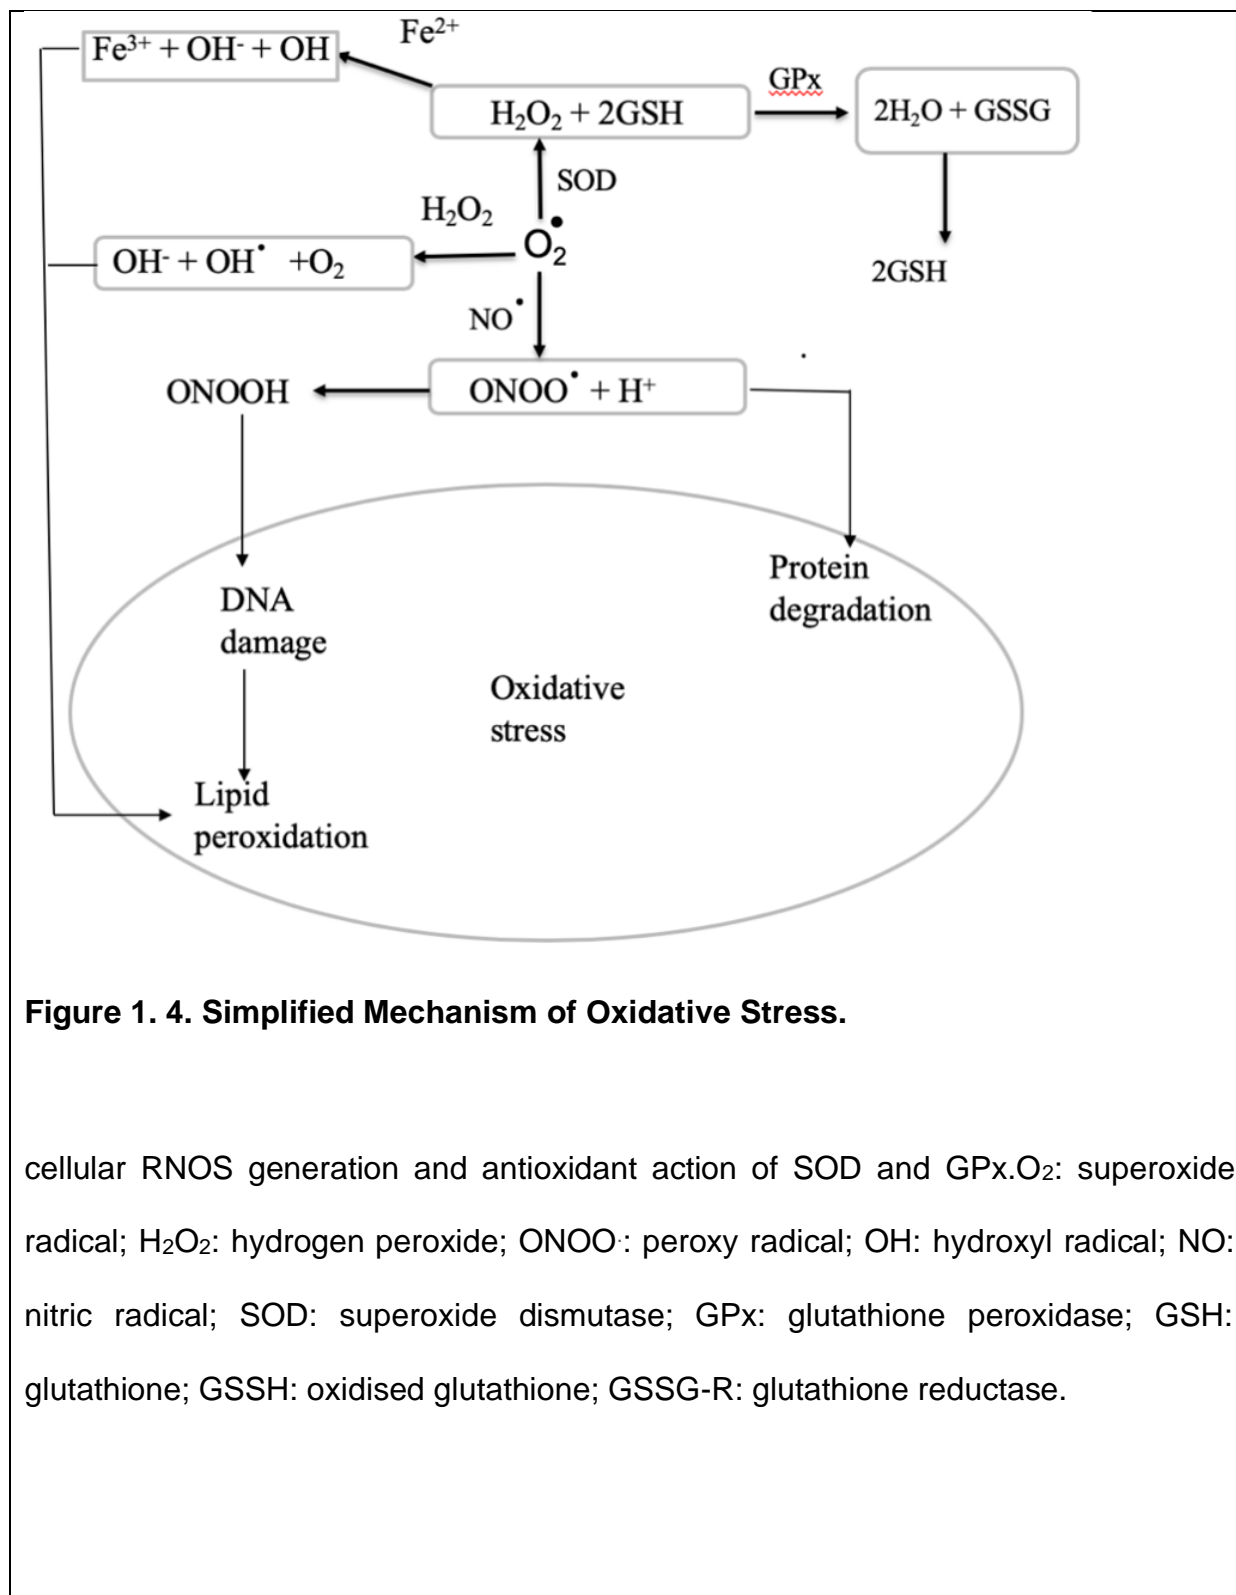 Fe²⁺
Fe³⁺ + OH⁻ + OH
GPx
H₂O₂ + 2GSH
2H₂O + GSSG
SOD
H₂O₂
O₂•
OH⁻ + OH• +O₂
2GSH
NO•
ONOOH
ONOO• + H⁺
Protein
degradation
DNA
damage
Oxidative
stress
Lipid
peroxidation
Figure 1. 4. Simplified Mechanism of Oxidative Stress.
cellular RNOS generation and antioxidant action of SOD and GPx.O₂: superoxide
radical; H₂O₂: hydrogen peroxide; ONOO·: peroxy radical; OH: hydroxyl radical; NO:
nitric radical; SOD: superoxide dismutase; GPx: glutathione peroxidase; GSH:
glutathione; GSSH: oxidised glutathione; GSSG-R: glutathione reductase.